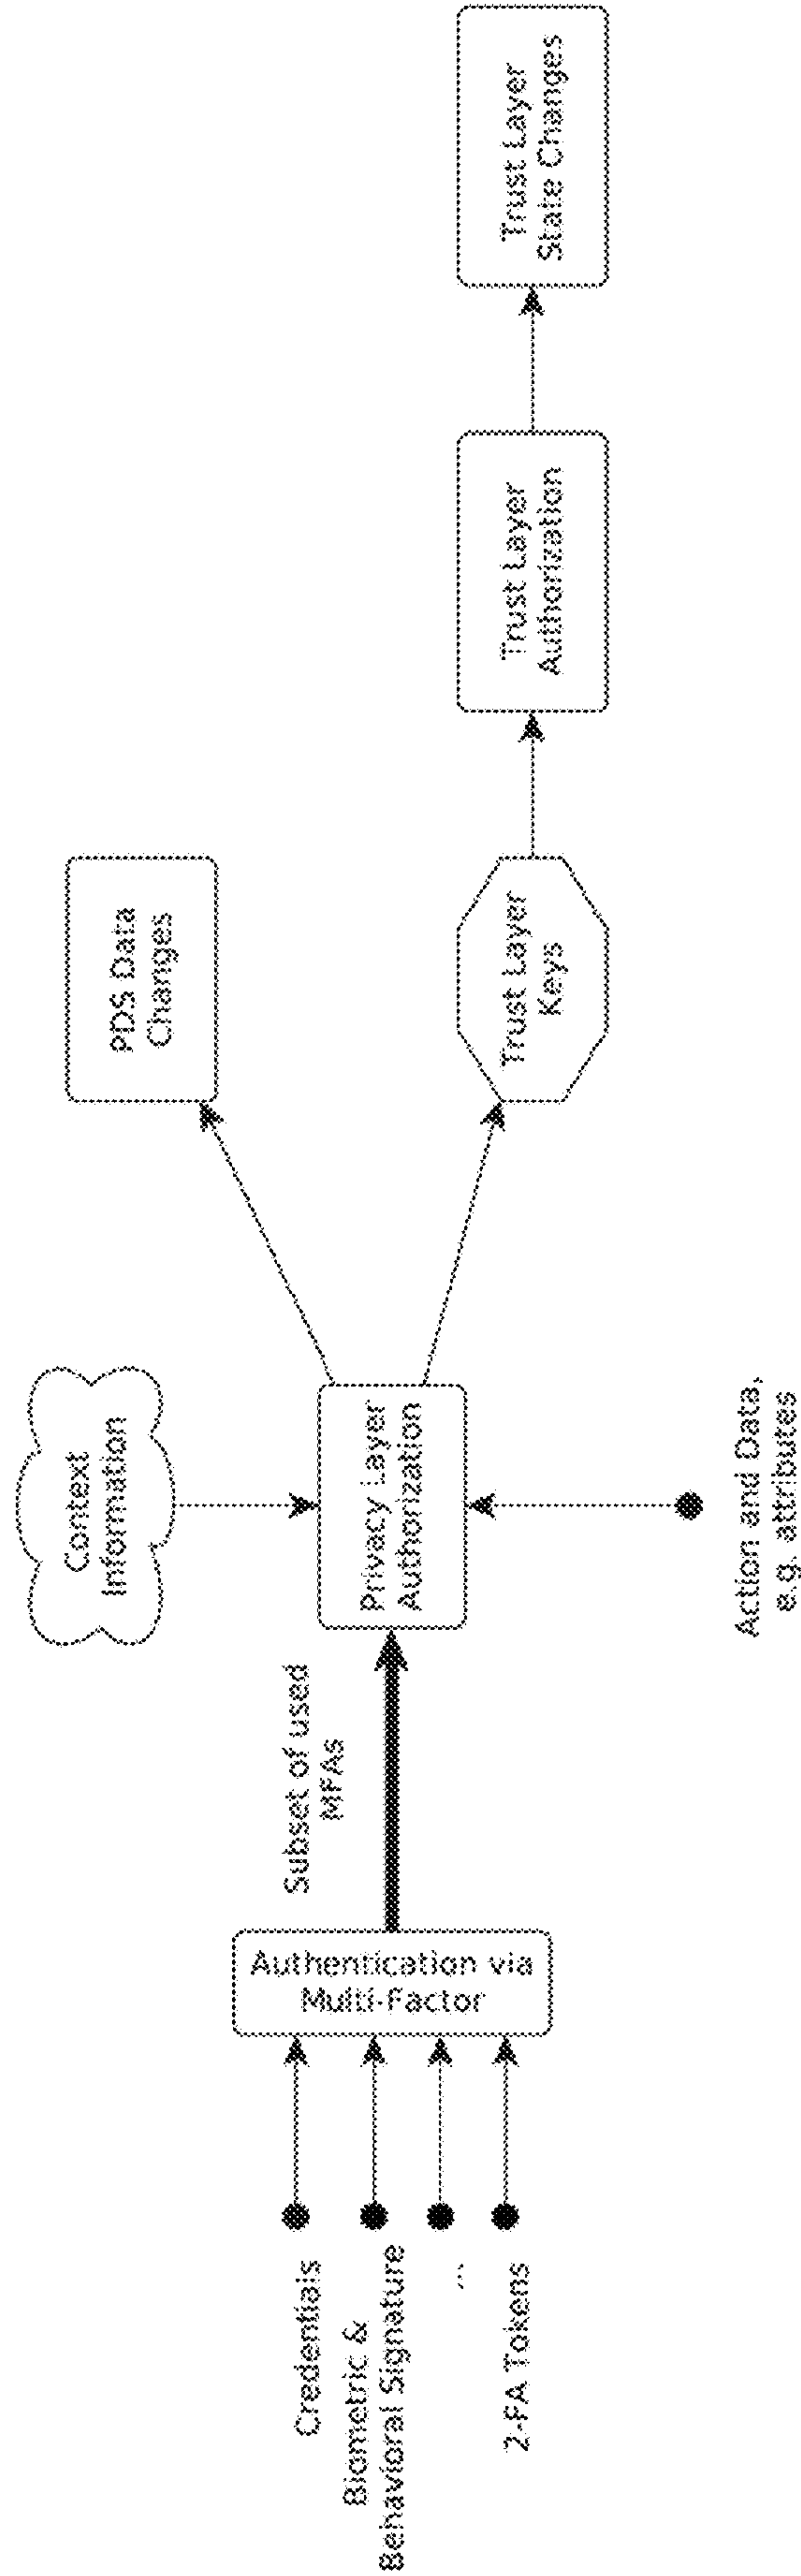 Credentials
Biometric &
Behavioral Signature
...
2-FA Tokens
Authentication via
Multi-Factor
Subset of used
MFAs
Context
Information
Privacy Layer
Authorization
Action and Data,
e.g. attributes
PDS Data
Changes
Trust Layer
Keys
Trust Layer
Authorization
Trust Layer
State Changes